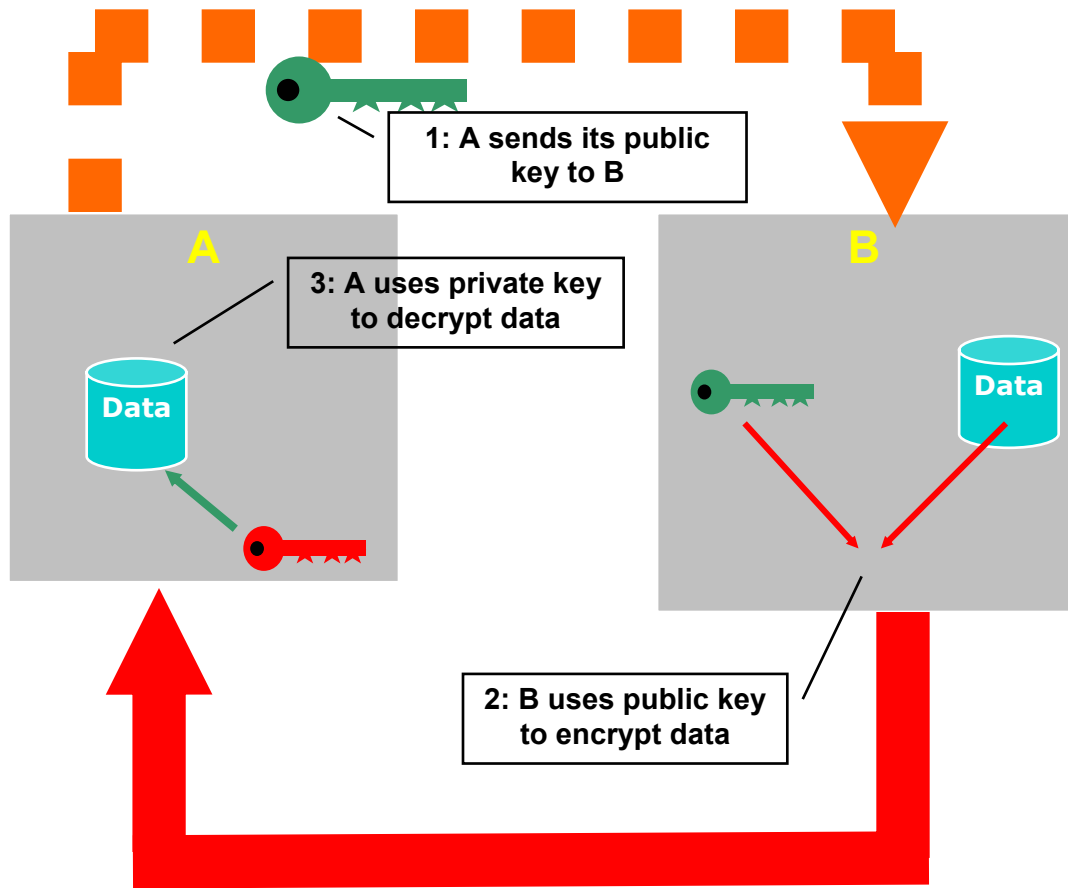 1: A sends its public
key to B
A
B
3: A uses private key
to decrypt data
Data
Data
2: B uses public key
to encrypt data